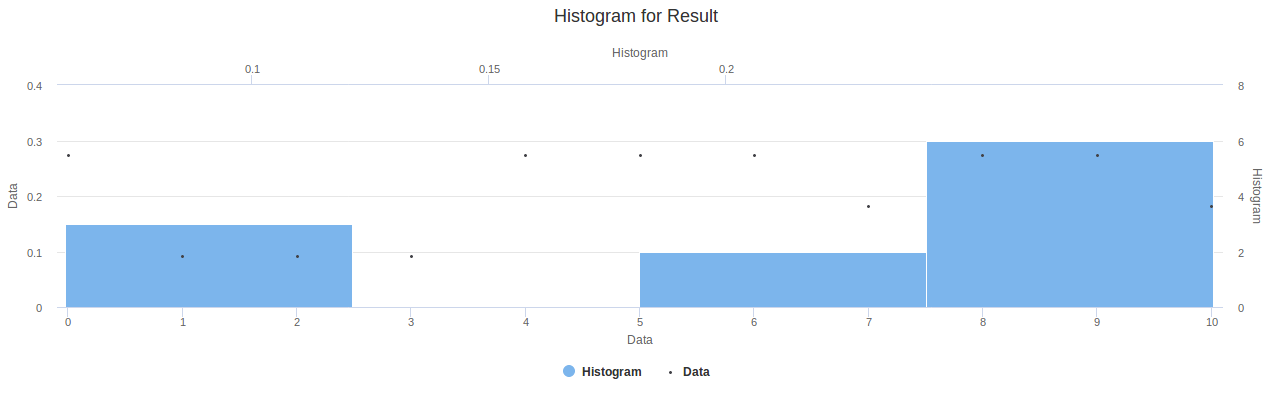 Histogram for Result
Histogram
0.1 0.15 0.2
0.4 8
0.3 6
0.2 4
0.1 2
0 0
Data
Histogram
0 1 2 3 4 5 6 7 8 9 10
Data
Histogram Data